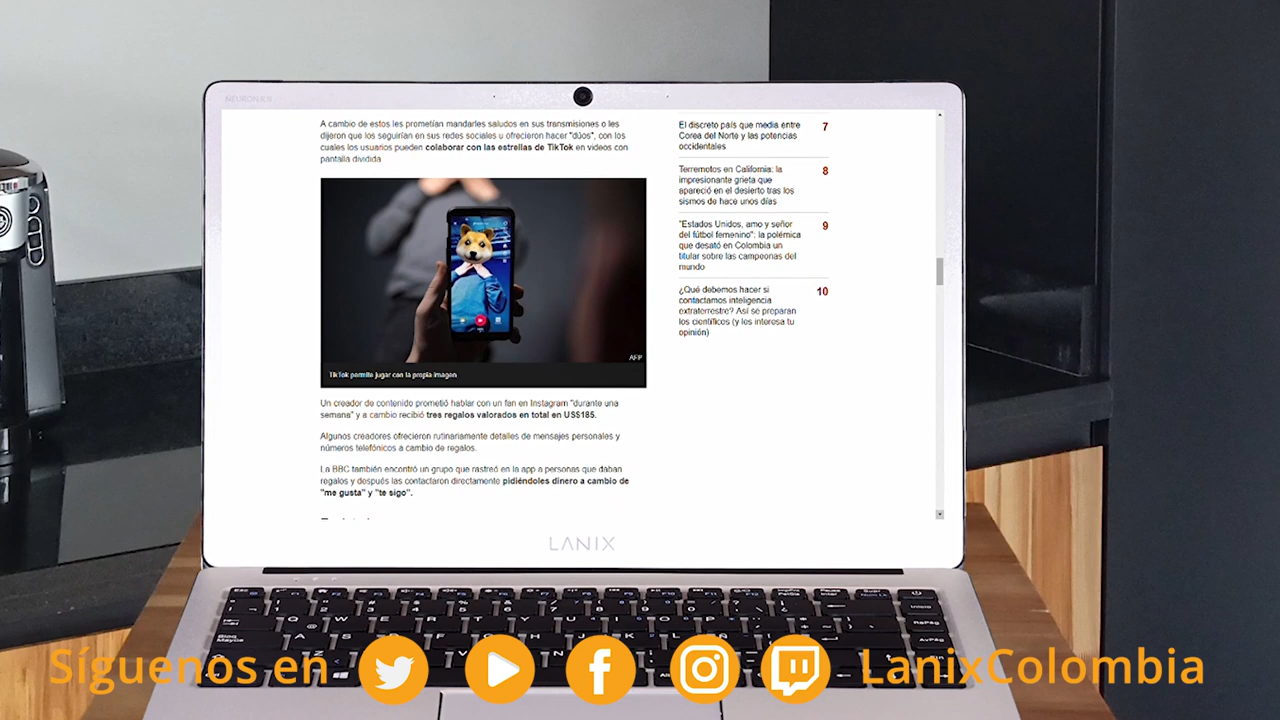 NEURONA S
A cambio de estos les prometían mandarles saludos en sus transmisiones o les
dijeron que los seguirían en sus redes sociales u ofrecieron hacer "dúos", con los
cuales los usuarios pueden colaborar con las estrellas de TikTok en videos con
pantalla dividida
AFP
TikTok permite jugar con la propia imagen
Un creador de contenido prometió hablar con un fan en Instagram "durante una
semana" y a cambio recibió tres regalos valorados en total en US$185.
Algunos creadores ofrecieron rutinariamente detalles de mensajes personales y
números telefónicos a cambio de regalos.
La BBC también encontró un grupo que rastreó en la app a personas que daban
regalos y después las contactaron directamente pidiéndoles dinero a cambio de
"me gusta" y "te sigo".
El discreto país que media entre
Corea del Norte y las potencias
occidentales
7
Terremotos en California: la
impresionante grieta que
apareció en el desierto tras los
sismos de hace unos días
8
"Estados Unidos, amo y señor
del fútbol femenino": la polémica
que desató en Colombia un
titular sobre las campeonas del
mundo
9
¿Qué debemos hacer si
contactamos inteligencia
extraterrestre? Así se preparan
los científicos (y les interesa tu
opinión)
10
LANIX
Esc
Inicio
RePág
AvPág
Bloq
Mayús
Síguenos en
LanixColombia